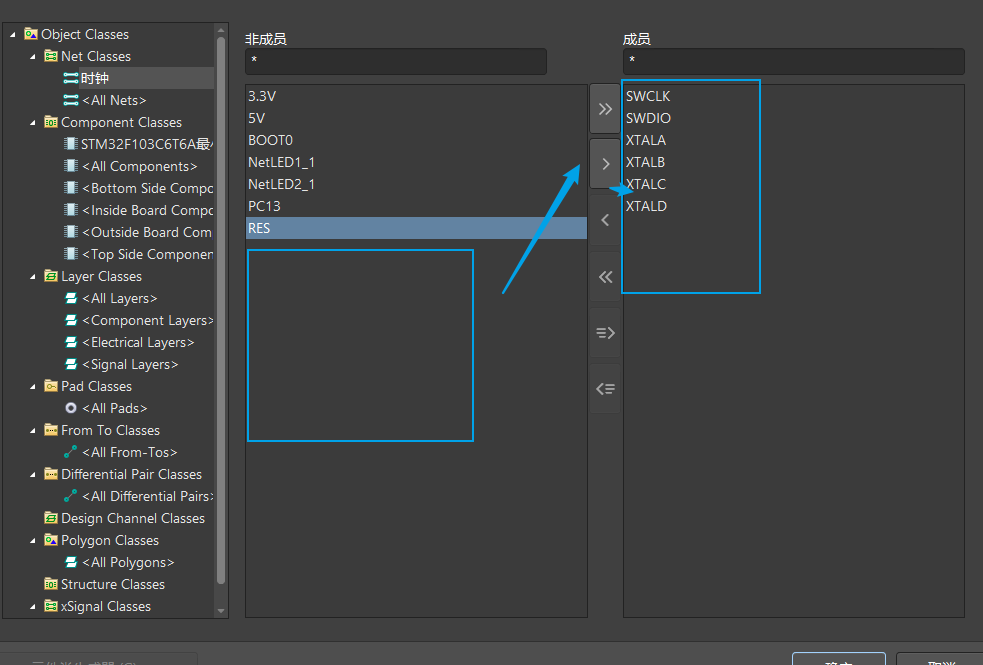 Object Classes
Net Classes
时钟
<All Nets>
Component Classes
STM32F103C6T6A最
<All Components>
<Bottom Side Compo
<Inside Board Compo
<Outside Board Com
<Top Side Componen
Layer Classes
<All Layers>
<Component Layers>
<Electrical Layers>
<Signal Layers>
Pad Classes
<All Pads>
From To Classes
<All From-Tos>
Differential Pair Classes
<All Differential Pairs>
Design Channel Classes
Polygon Classes
<All Polygons>
Structure Classes
xSignal Classes
非成员
*
3.3V
5V
BOOT0
NetLED1_1
NetLED2_1
PC13
RES
成员
*
SWCLK
SWDIO
XTALA
XTALB
XTALC
XTALD